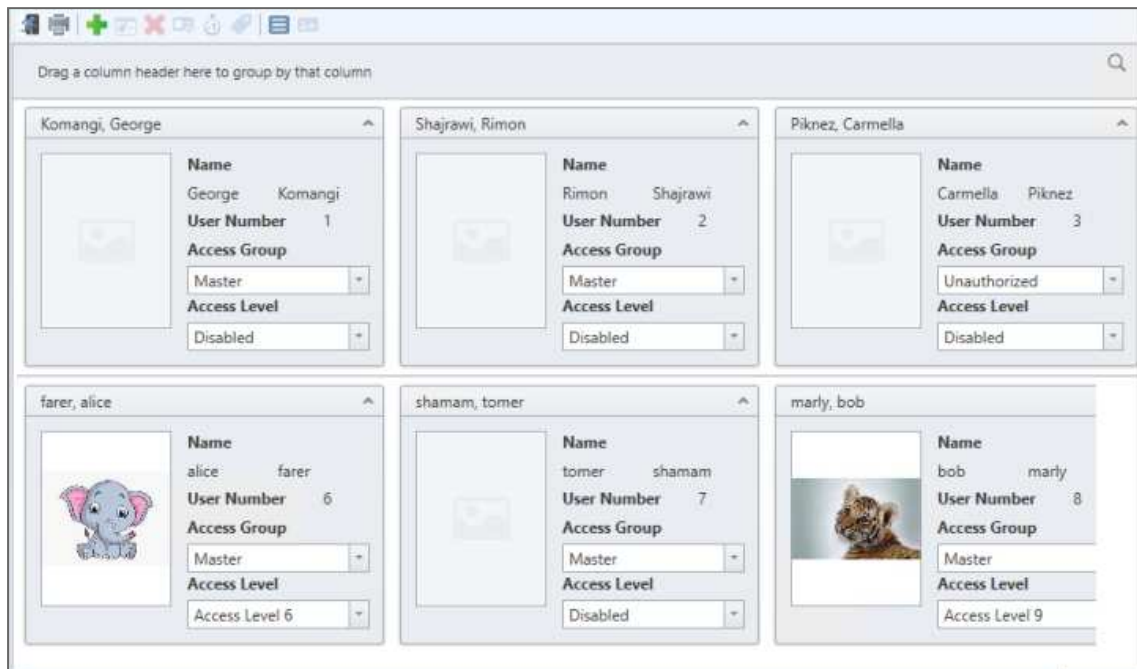 Drag a column header here to group by that column
Komangi, George
Name
George Komangi
User Number 1
Access Group
Master
Access Level
Disabled
Shajrawi, Rimon
Name
Rimon Shajrawi
User Number 2
Access Group
Master
Access Level
Disabled
Piknez, Carmella
Name
Carmella Piknez
User Number 3
Access Group
Unauthorized
Access Level
Disabled
farer, alice
Name
alice farer
User Number 6
Access Group
Master
Access Level
Access Level 6
shamam, tomer
Name
tomer shamam
User Number 7
Access Group
Master
Access Level
Disabled
marly, bob
Name
bob marly
User Number 8
Access Group
Master
Access Level
Access Level 9